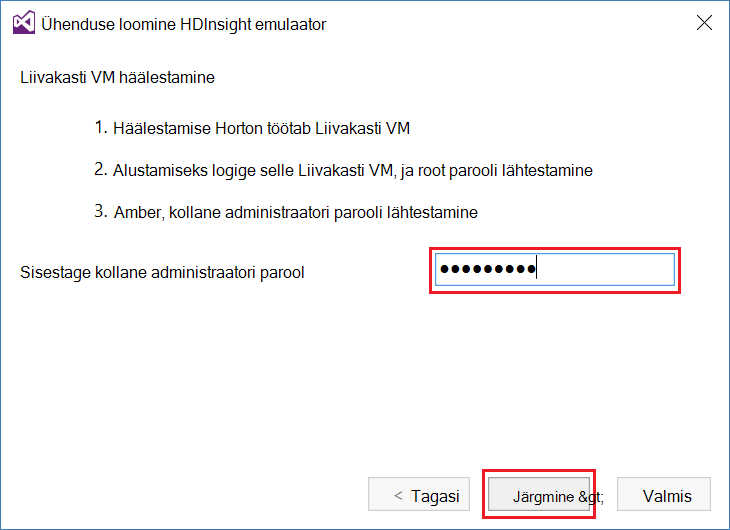 Ühenduse loomine HDInsight emulaator
Liivakasti VM häälestamine
1. Häälestamise Horton töötab Liivakasti VM
2. Alustamiseks logige selle Liivakasti VM, ja root parooli lähtestamine
3. Amber, kollane administraatori parooli lähtestamine
Sisestage kollane administraatori parool ●●●●●●●●●
< Tagasi Järgmine &gt; Valmis